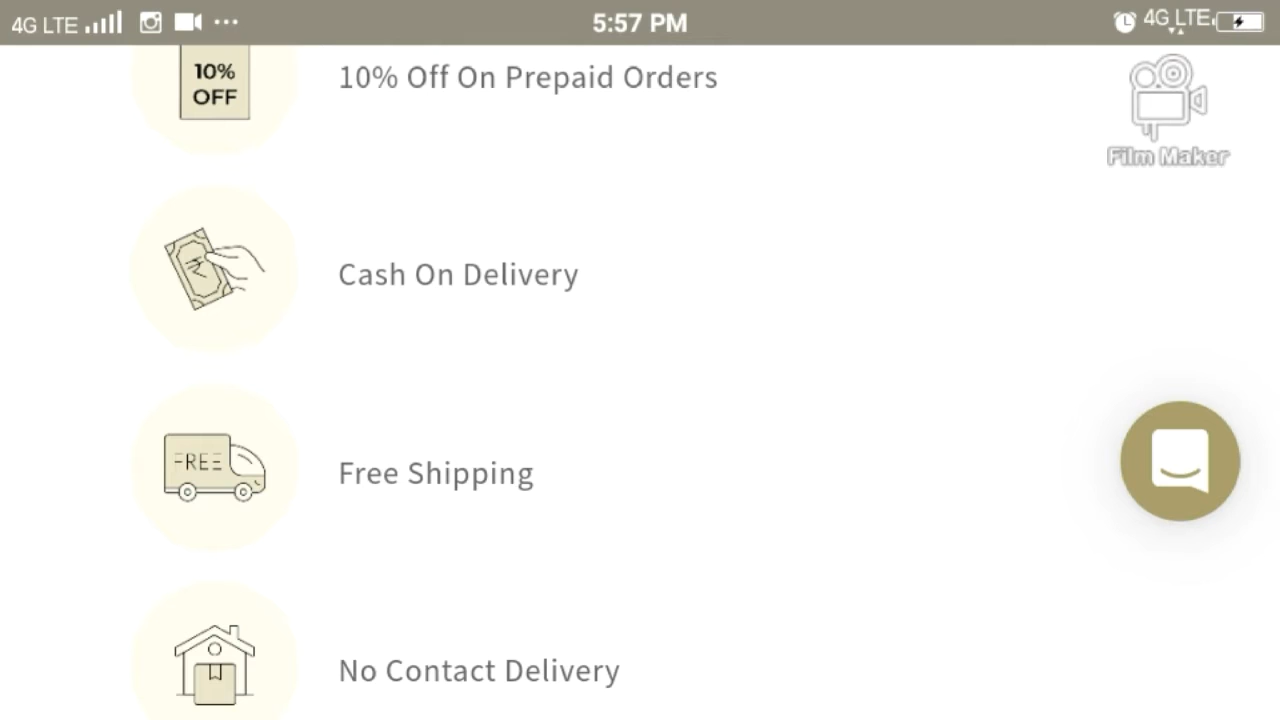 4G LTE 5:57 PM 4G LTE
10%
OFF
10% Off On Prepaid Orders
Film Maker
₹
Cash On Delivery
FREE
Free Shipping
No Contact Delivery